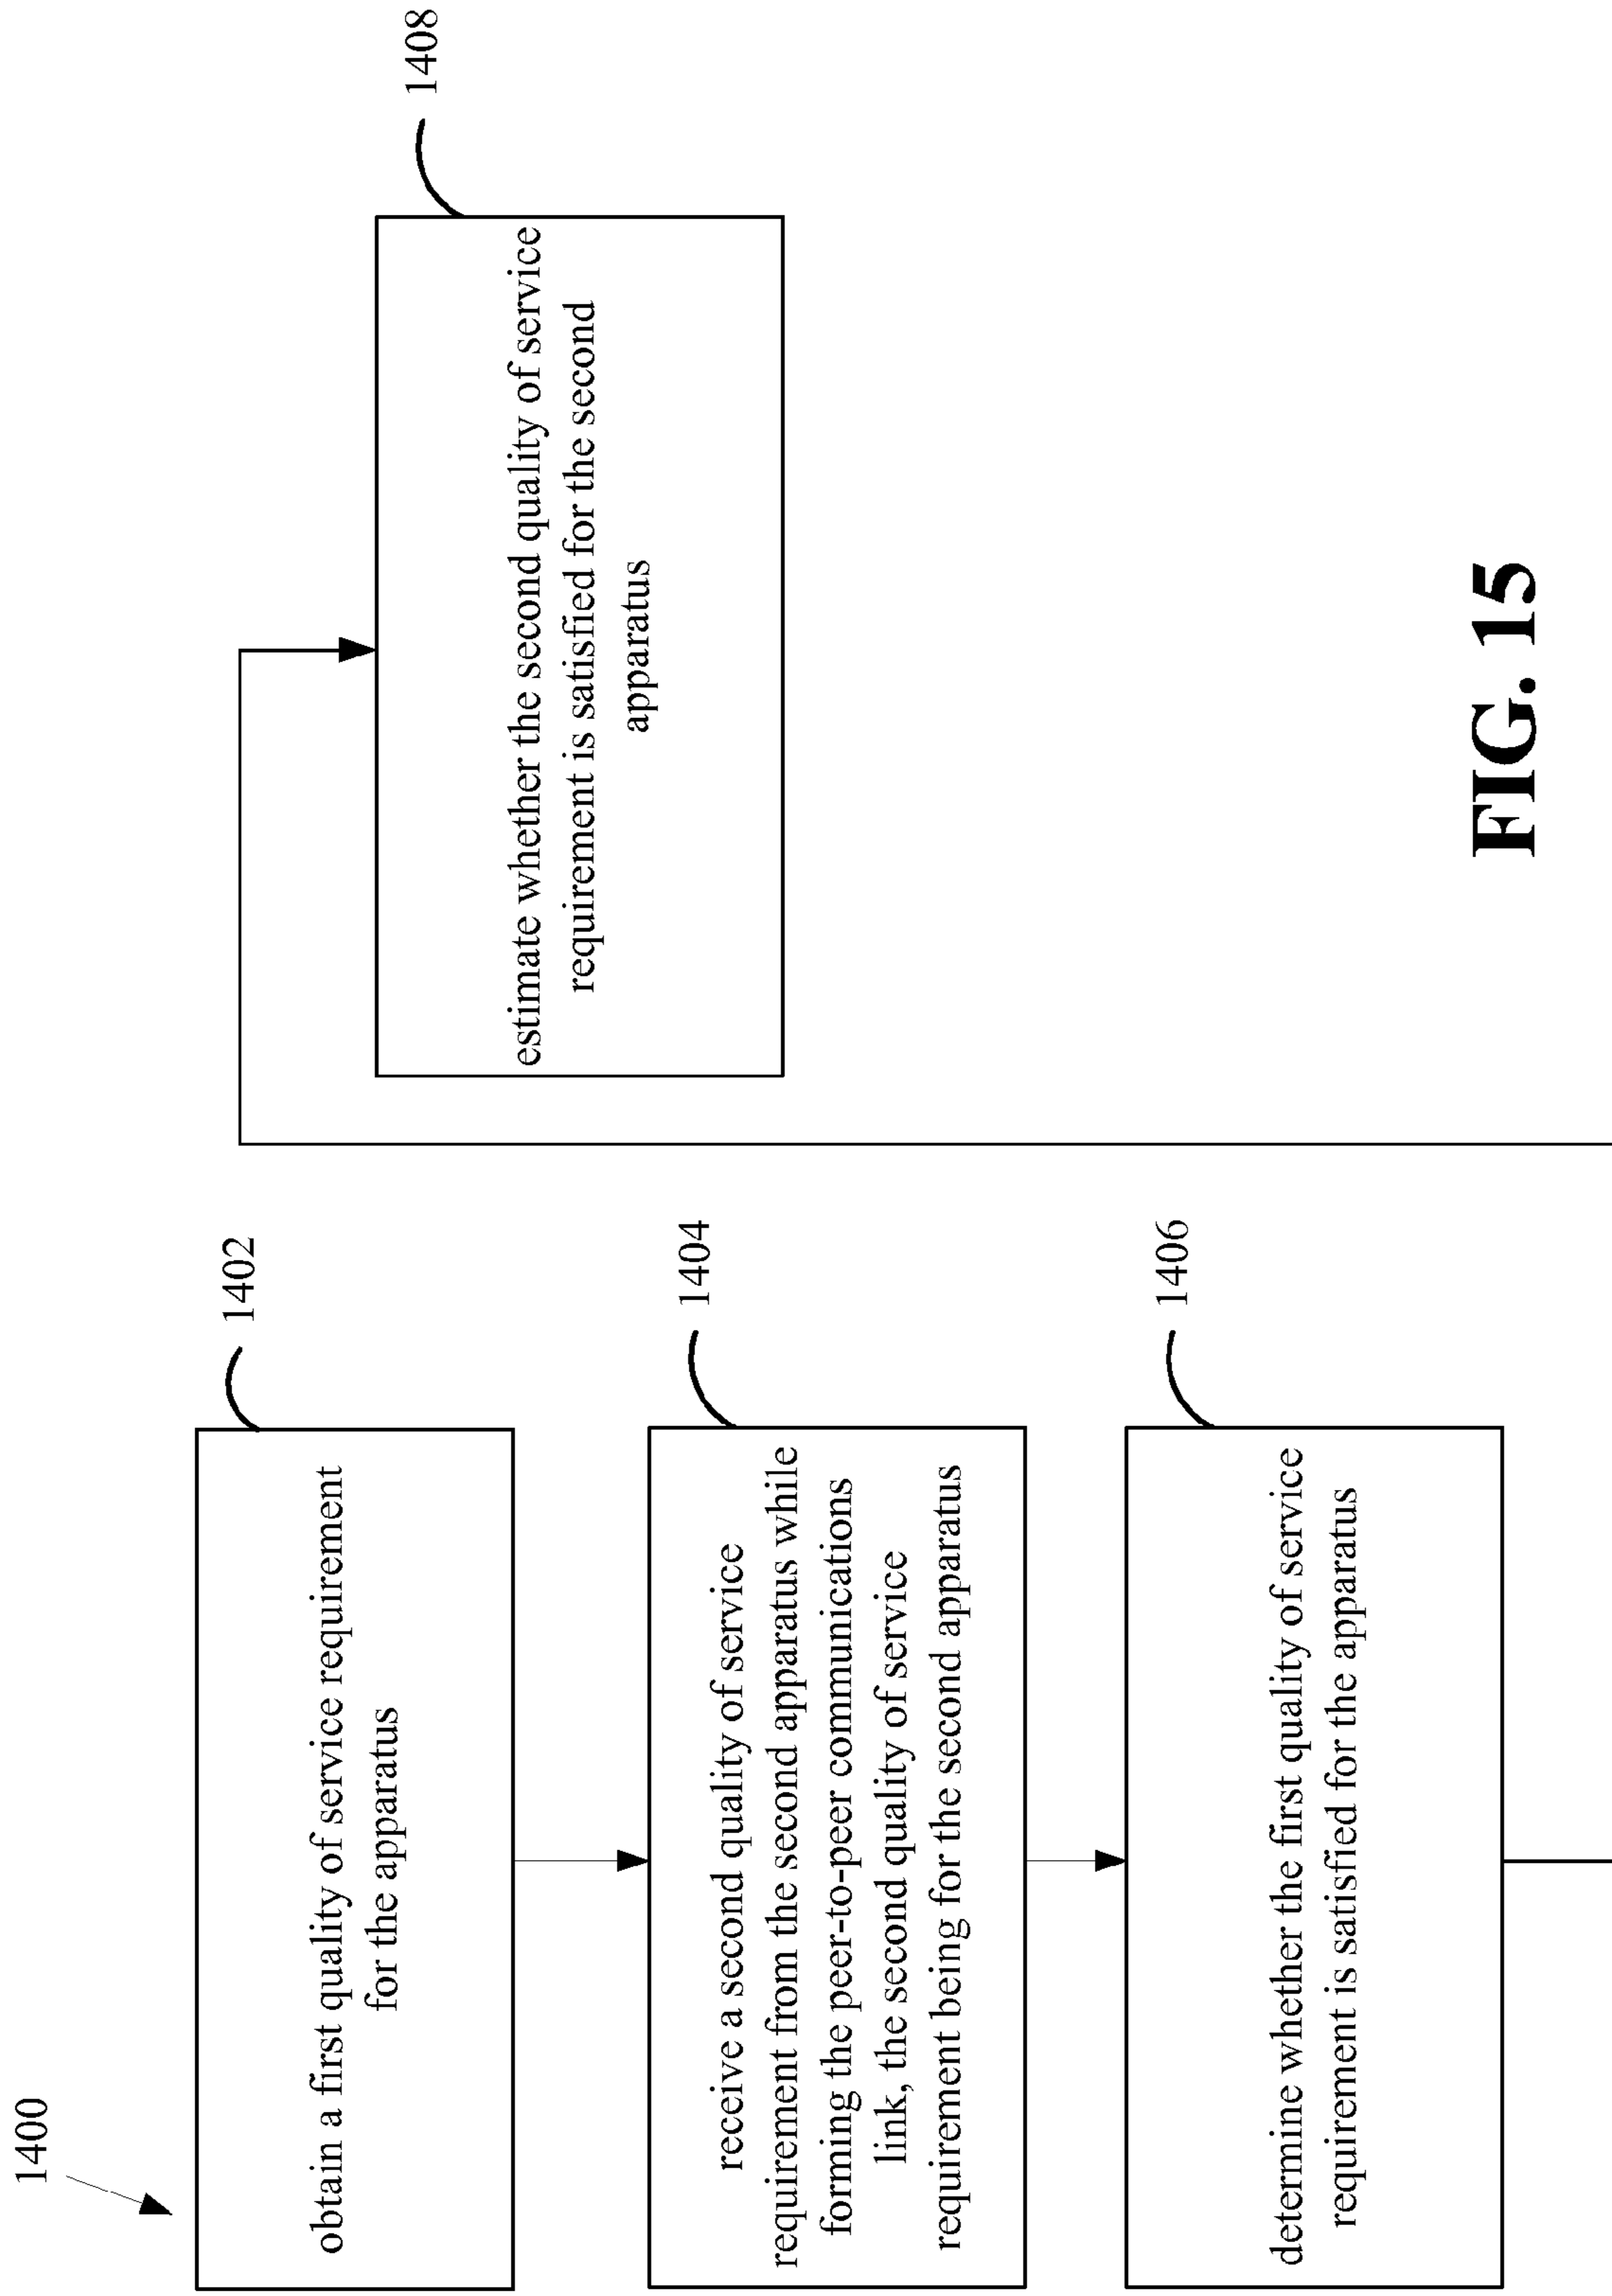 1400
1402
obtain a first quality of service requirement
for the apparatus
1404
receive a second quality of service
requirement from the second apparatus while
forming the peer-to-peer communications
link, the second quality of service
requirement being for the second apparatus
1406
determine whether the first quality of service
requirement is satisfied for the apparatus
1408
estimate whether the second quality of service
requirement is satisfied for the second
apparatus
FIG. 15